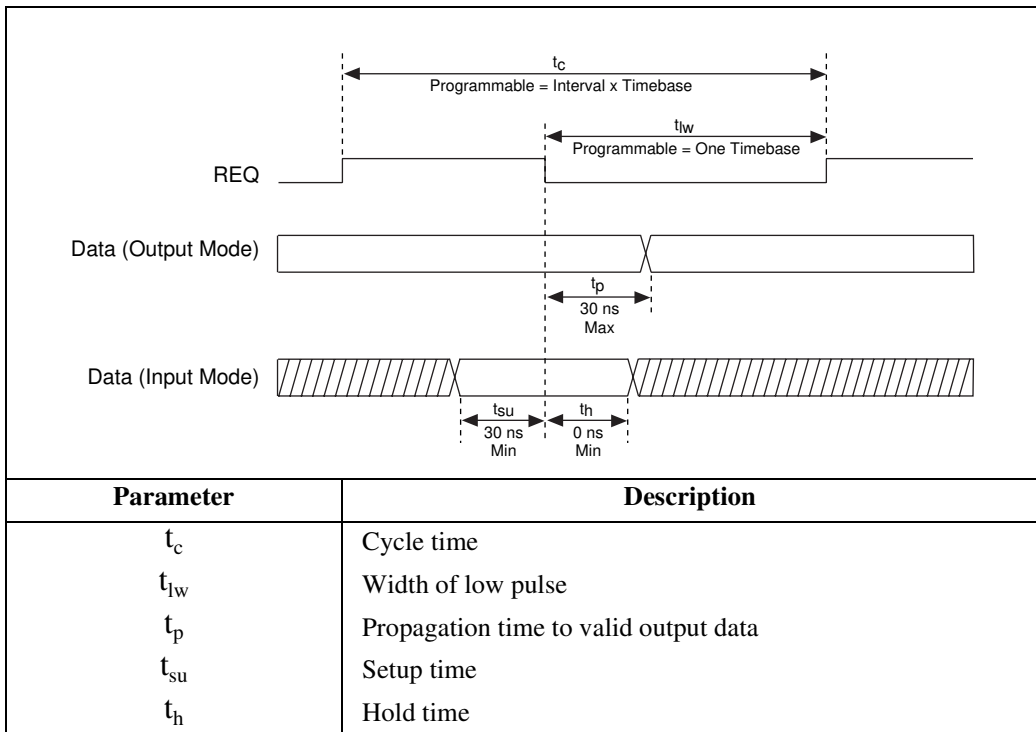 tc
Programmable = Interval x Timebase
tlw
Programmable = One Timebase
REQ
Data (Output Mode)
tp
30 ns
Max
Data (Input Mode)
tsu th
30 ns 0 ns
Min Min
Parameter Description
tc Cycle time
tlw Width of low pulse
tp Propagation time to valid output data
tsu Setup time
th Hold time